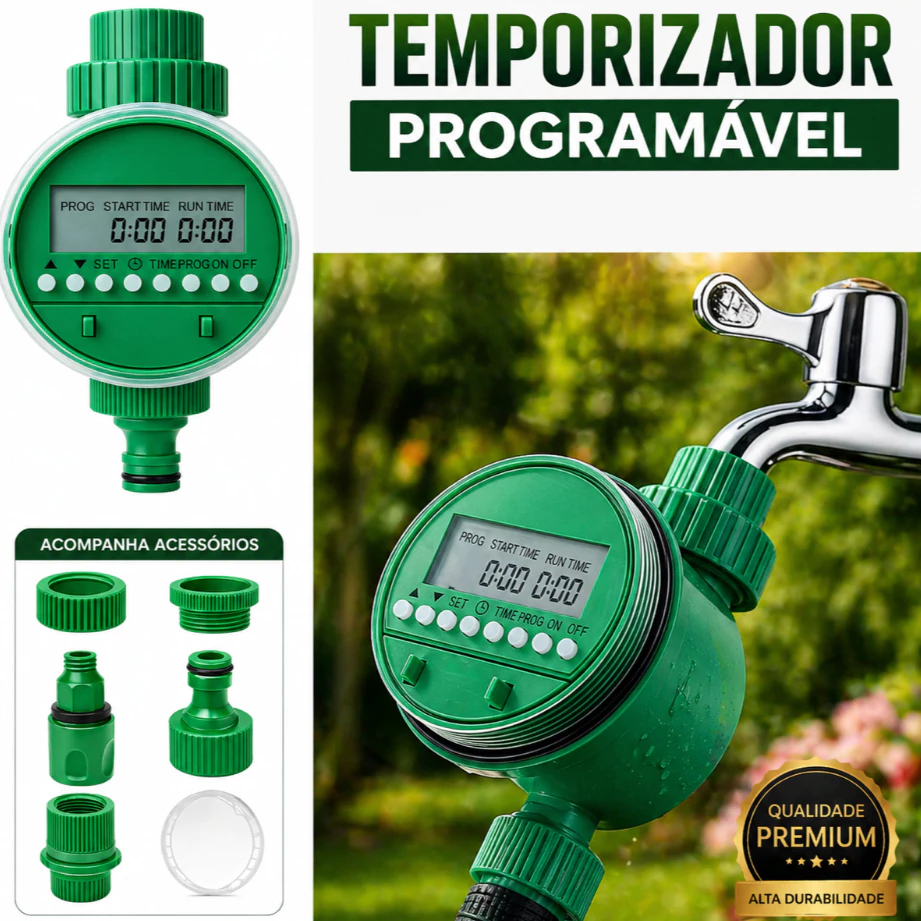 TEMPORIZADOR
PROGRAMÁVEL
PROG START TIME RUN TIME
0:00 0:00
SET TIME PROG ON OFF
ACOMPANHA ACESSÓRIOS
PROG START TIME RUN TIME
0:00 0:00
SET TIME PROG ON OFF
QUALIDADE
PREMIUM
ALTA DURABILIDADE